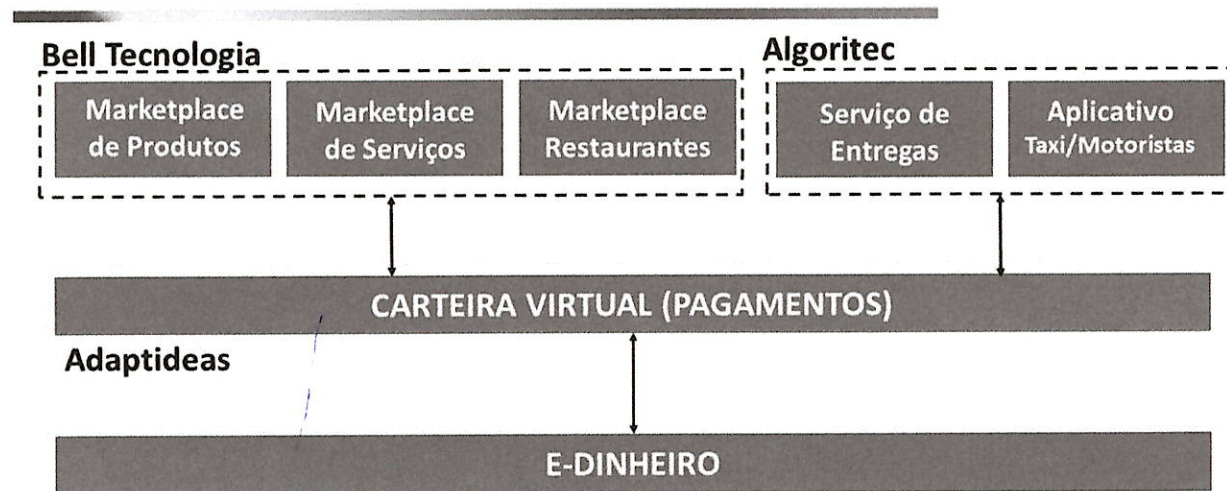 Bell Tecnologia
Marketplace
de Produtos
Marketplace
de Serviços
Marketplace
Restaurantes
Algoritec
Serviço de
Entregas
Aplicativo
Taxi/Motoristas
CARTEIRA VIRTUAL (PAGAMENTOS)
Adaptideas
E-DINHEIRO